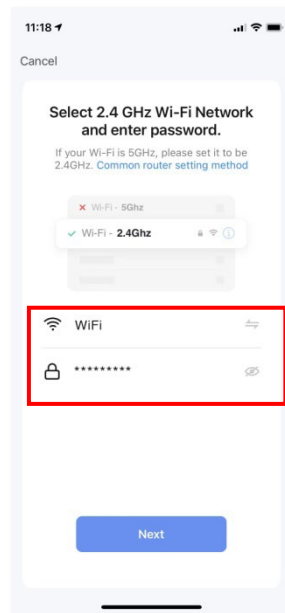 11:18
Cancel
Select 2.4 GHz Wi-Fi Network
and enter password.
If your Wi-Fi is 5GHz, please set it to be
2.4GHz. Common router setting method
Wi-Fi - 5Ghz
Wi-Fi - 2.4Ghz
WiFi
*********
Next